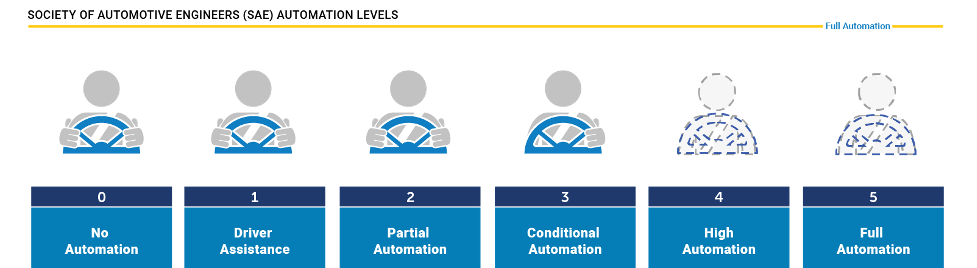 SOCIETY OF AUTOMOTIVE ENGINEERS (SAE) AUTOMATION LEVELS
Full Automation
0
No
Automation
1
Driver
Assistance
2
Partial
Automation
3
Conditional
Automation
4
High
Automation
5
Full
Automation